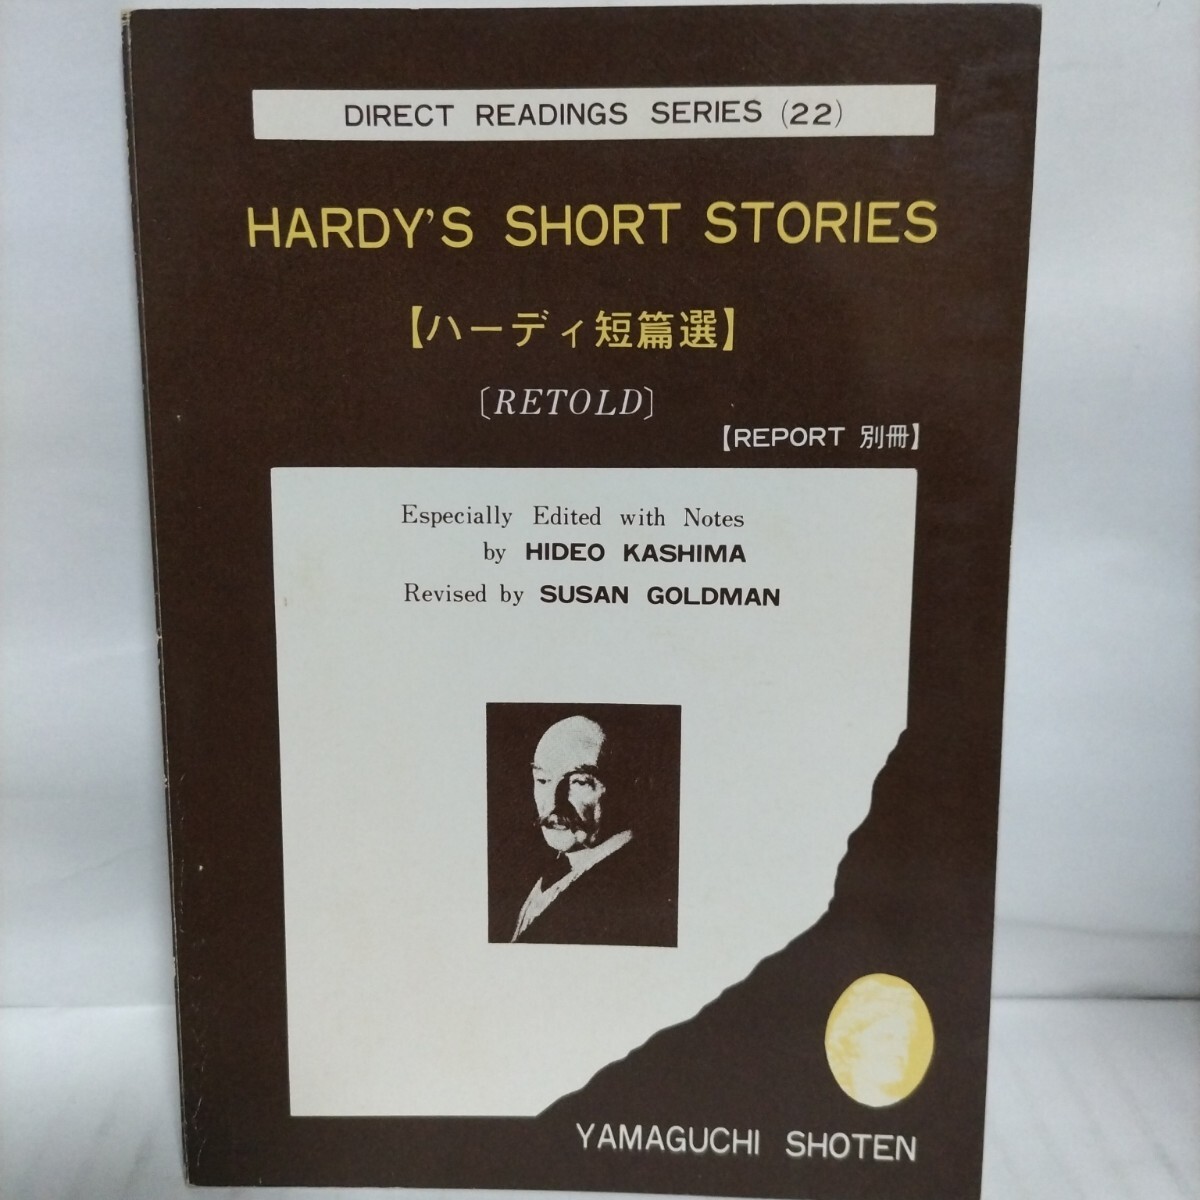 DIRECT READINGS SERIES (22)
HARDY'S SHORT STORIES
【ハーディ短篇選】
〔RETOLD〕
【REPORT 別冊】
Especially Edited with Notes
by HIDEO KASHIMA
Revised by SUSAN GOLDMAN
YAMAGUCHI SHOTEN